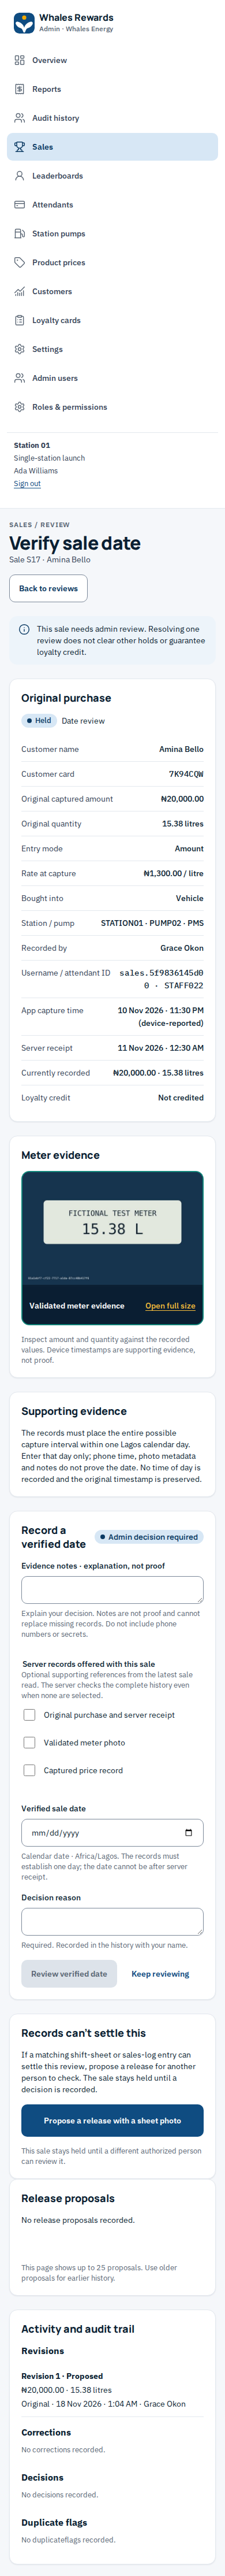 Whales Rewards
Admin · Whales Energy
Overview
Reports
Audit history
Sales
Leaderboards
Attendants
Station pumps
Product prices
Customers
Loyalty cards
Settings
Admin users
Roles & permissions
Station 01
Single-station launch
Ada Williams
Sign out
SALES / REVIEW
Verify sale date
Sale S17 · Amina Bello
Back to reviews
This sale needs admin review. Resolving one
review does not clear other holds or guarantee
loyalty credit.
Original purchase
Held Date review
Customer name Amina Bello
Customer card 7K94CQW
Original captured amount ₦20,000.00
Original quantity 15.38 litres
Entry mode Amount
Rate at capture ₦1,300.00 / litre
Bought into Vehicle
Station / pump STATION01 · PUMP02 · PMS
Recorded by Grace Okon
Username / attendant ID sales.5f9836145d0
0 · STAFF022
App capture time 10 Nov 2026 · 11:30 PM
(device-reported)
Server receipt 11 Nov 2026 · 12:30 AM
Currently recorded ₦20,000.00 · 15.38 litres
Loyalty credit Not credited
Meter evidence
FICTIONAL TEST METER
15.38 L
Validated meter evidence Open full size
Inspect amount and quantity against the recorded
values. Device timestamps are supporting evidence,
not proof.
Supporting evidence
The records must place the entire possible
capture interval within one Lagos calendar day.
Enter that day only; phone time, photo metadata
and notes do not prove the date. No time of day is
recorded and the original timestamp is preserved.
Record a
verified date
Admin decision required
Evidence notes · explanation, not proof
Explain your decision. Notes are not proof and cannot
replace missing records. Do not include phone
numbers or secrets.
Server records offered with this sale
Optional supporting references from the latest sale
read. The server checks the complete history even
when none are selected.
Original purchase and server receipt
Validated meter photo
Captured price record
Verified sale date
mm/dd/yyyy
Calendar date · Africa/Lagos. The records must
establish one day; the date cannot be after server
receipt.
Decision reason
Required. Recorded in the history with your name.
Review verified date Keep reviewing
Records can't settle this
If a matching shift-sheet or sales-log entry can
settle this review, propose a release for another
person to check. The sale stays held until a
decision is recorded.
Propose a release with a sheet photo
This sale stays held until a different authorized person
can review it.
Release proposals
No release proposals recorded.
This page shows up to 25 proposals. Use older
proposals for earlier history.
Activity and audit trail
Revisions
Revision 1 · Proposed
₦20,000.00 · 15.38 litres
Original · 18 Nov 2026 · 1:04 AM · Grace Okon
Corrections
No corrections recorded.
Decisions
No decisions recorded.
Duplicate flags
No duplicateflags recorded.